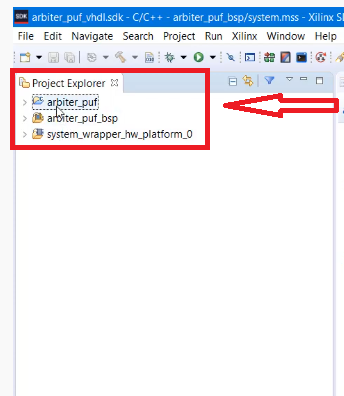 SDK arbiter_puf_vhdl.sdk - C/C++ - arbiter_puf_bsp/system.mss - Xilinx S
File Edit Navigate Search Project Run Xilinx Window Help
Project Explorer
arbiter_puf
arbiter_puf_bsp
system_wrapper_hw_platform_0